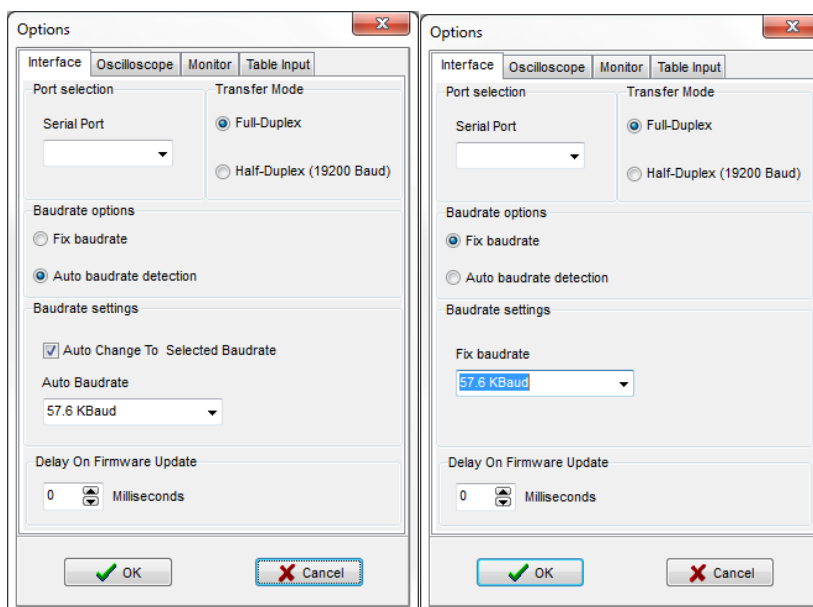 Options
Interface Oscilloscope Monitor Table Input
Port selection Transfer Mode
Serial Port Full-Duplex
Half-Duplex (19200 Baud)
Baudrate options
Fix baudrate
Auto baudrate detection
Baudrate settings
Auto Change To Selected Baudrate
Auto Baudrate
57.6 KBaud
Delay On Firmware Update
0 Milliseconds
OK Cancel
Options
Interface Oscilloscope Monitor Table Input
Port selection Transfer Mode
Serial Port Full-Duplex
Half-Duplex (19200 Baud)
Baudrate options
Fix baudrate
Auto baudrate detection
Baudrate settings
Fix baudrate
57.6 KBaud
Delay On Firmware Update
0 Milliseconds
OK Cancel